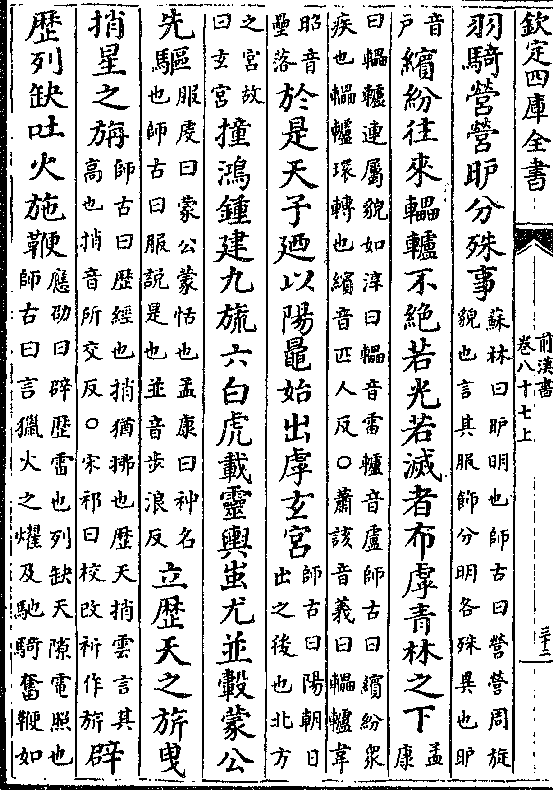 欽定四庫全書
前漢書
卷八十七上
羽騎營營昈分殊事
蘇林曰昈明也師古曰營營周旋
貌也言其服飾分明各殊異也昈
音
戸
繽紛往來轠轤不絶若光若滅者布虖青林之下
孟
康
曰轠轤連屬貌如淳曰轠音雷轤音盧師古曰繽紛衆
疾也轠轤環轉也繽音匹人反○蕭該音義曰轠轤韋
昭音
壘落
於是天子廼以陽鼂始出虖玄宮
師古曰陽朝日
出之後也北方
之宮故
曰玄宮
撞鴻鍾建九旒六白虎載靈輿蚩尤並轂蒙公
先驅
服虔曰蒙公蒙恬也孟康曰神名
也師古曰服說是也並音步浪反
立歴天之旂曳
捎星之旃
師古曰歴經也捎猶拂也歴天捎雲言其
高也捎音所交反○宋祁曰校改祈作旂
辟
歴列缺吐火施鞭
應劭曰辟歴雷也列缺天隙電照也
師古曰言獵火之燿及馳騎奮鞭如